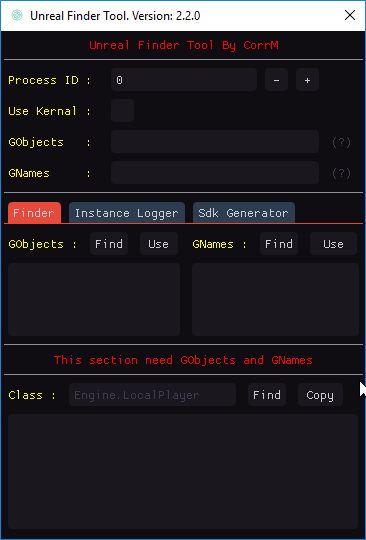 Unreal Finder Tool. Version: 2.2.0
Unreal Finder Tool By CorrM
Process ID : 0 - +
Use Kernal :
GObjects : (?)
GNames : (?)
Finder Instance Logger Sdk Generator
GObjects : Find Use GNames : Find Use
This section need GObjects and GNames
Class : Engine.LocalPlayer Find Copy